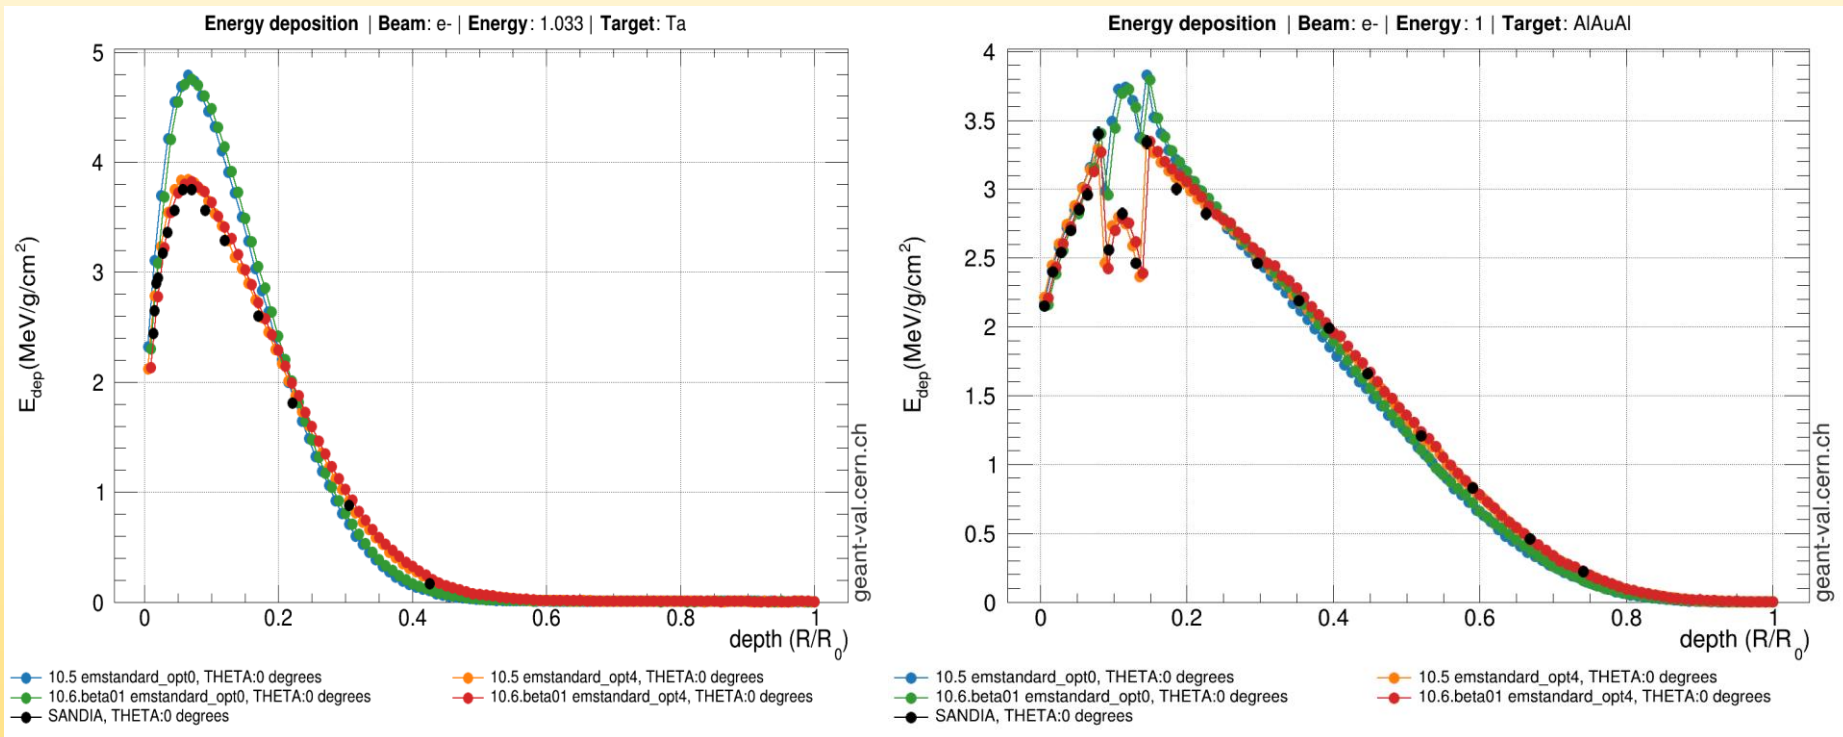 Energy deposition | Beam: e- | Energy: 1.033 | Target: Ta
5
4
3
2
1
0
E_dep(MeV/g/cm²)
0 0.2 0.4 0.6 0.8 1
depth (R/R₀)
geant-val.cern.ch
10.5 emstandard_opt0, THETA:0 degrees
10.5 emstandard_opt4, THETA:0 degrees
10.6.beta01 emstandard_opt0, THETA:0 degrees
10.6.beta01 emstandard_opt4, THETA:0 degrees
SANDIA, THETA:0 degrees
Energy deposition | Beam: e- | Energy: 1 | Target: AlAuAl
4
3.5
3
2.5
2
1.5
1
0.5
0
E_dep(MeV/g/cm²)
0 0.2 0.4 0.6 0.8 1
depth (R/R₀)
geant-val.cern.ch
10.5 emstandard_opt0, THETA:0 degrees
10.5 emstandard_opt4, THETA:0 degrees
10.6.beta01 emstandard_opt0, THETA:0 degrees
10.6.beta01 emstandard_opt4, THETA:0 degrees
SANDIA, THETA:0 degrees